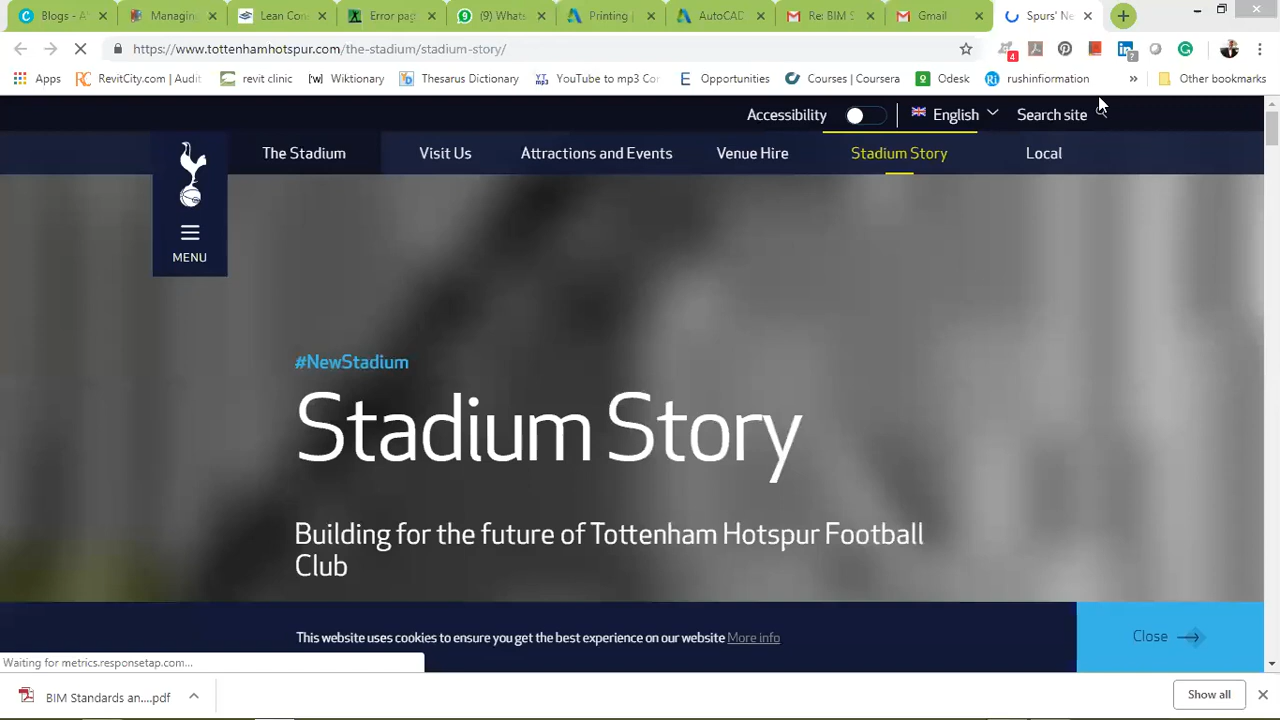 Blogs - A
Managin
Lean Con
Error pag
(9) Whats
Printing
AutoCAD
Re: BIM S
Gmail
Spurs' Ne
https://www.tottenhamhotspur.com/the-stadium/stadium-story/
4
?
Apps
RevitCity.com | Audit
revit clinic
[w] Wiktionary
Thesarus Dictionary
YouTube to mp3 Con
Opportunities
Courses | Coursera
Odesk
rushinformation
»
Other bookmarks
Accessibility
English
Search site
The Stadium
Visit Us
Attractions and Events
Venue Hire
Stadium Story
Local
MENU
#NewStadium
Stadium Story
Building for the future of Tottenham Hotspur Football
Club
This website uses cookies to ensure you get the best experience on our website More info
Close
Waiting for metrics.responsetap.com...
BIM Standards an....pdf
Show all